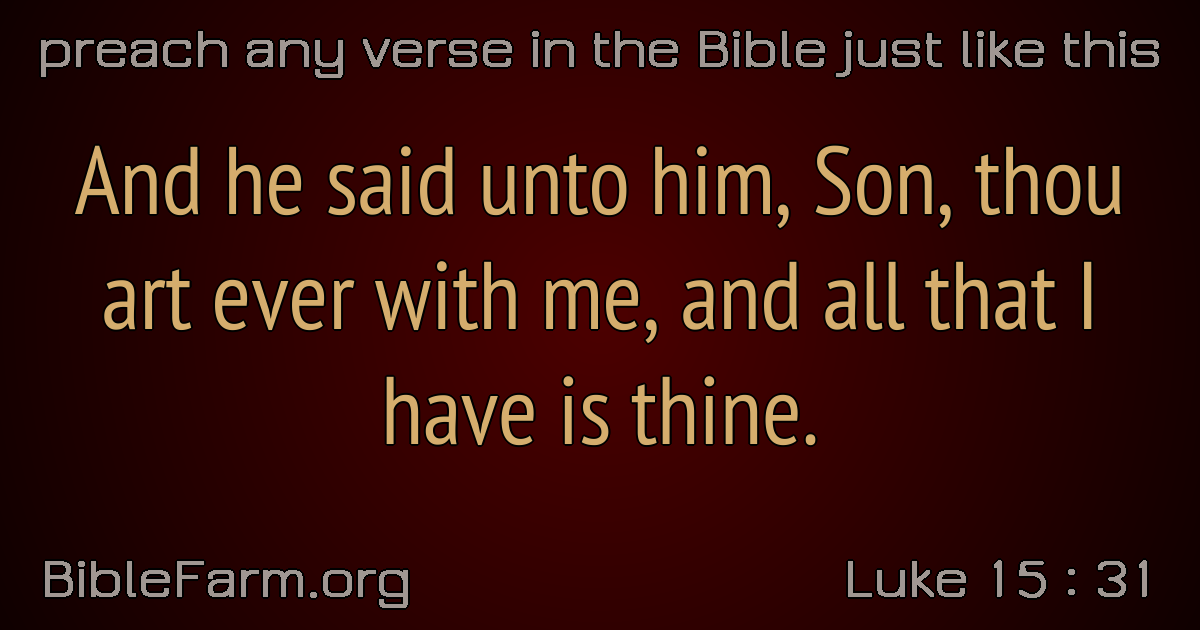 preach any verse in the Bible just like this
And he said unto him, Son, thou
art ever with me, and all that I
have is thine.
BibleFarm.org
Luke 15 : 31